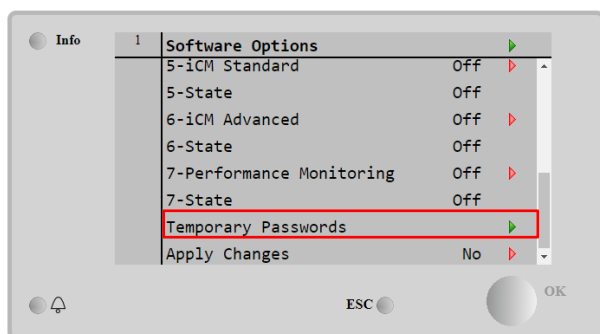 Info
1 Software Options
5-iCM Standard Off
5-State Off
6-iCM Advanced Off
6-State Off
7-Performance Monitoring Off
7-State Off
Temporary Passwords
Apply Changes No
ESC OK